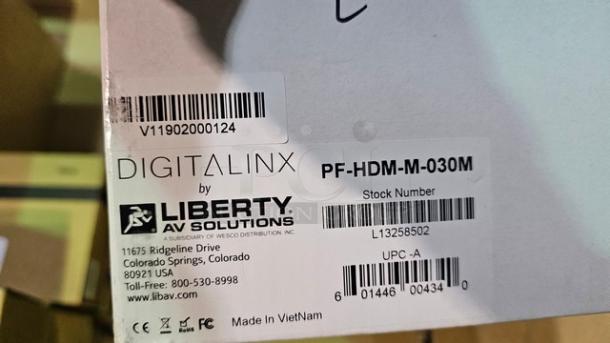 V11902000124
DIGITALINX
by
LIBERTY
AV SOLUTIONS
A SUBSIDIARY OF WESCO DISTRIBUTION, INC.
11675 Ridgeline Drive
Colorado Springs, Colorado
80921 USA
Toll-Free: 800-530-8998
www.libav.com
CE FC
Made In VietNam
PF-HDM-M-030M
Stock Number
L13258502
UPC -A
6 01446 00434 0